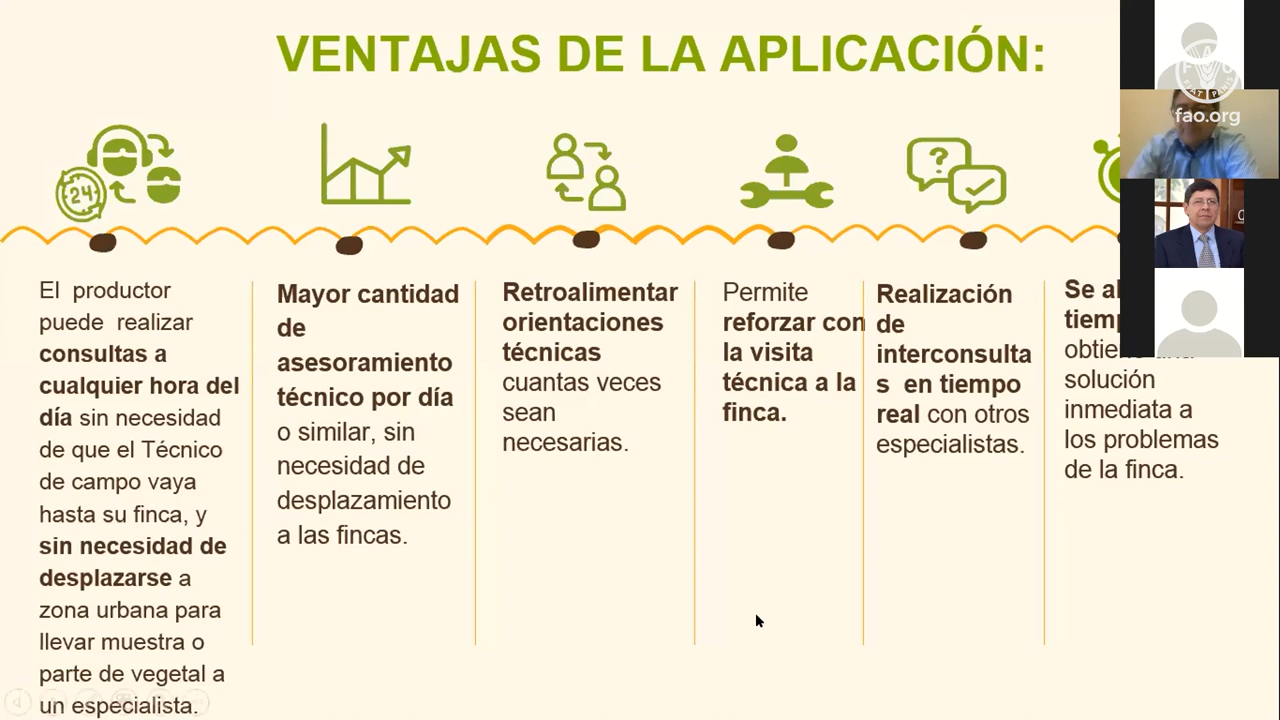 VENTAJAS DE LA APLICACIÓN:
fao.org
24
?
El productor
puede realizar
consultas a
cualquier hora del
día sin necesidad
de que el Técnico
de campo vaya
hasta su finca, y
sin necesidad de
desplazarse a
zona urbana para
llevar muestra o
parte de vegetal a
un especialista.
Mayor cantidad
de
asesoramiento
técnico por día
o similar, sin
necesidad de
desplazamiento
a las fincas.
Retroalimentar
orientaciones
técnicas
cuantas veces
sean
necesarias.
Permite
reforzar con
la visita
técnica a la
finca.
Realización
de
interconsulta
s en tiempo
real con otros
especialistas.
Se
solución
inmediata a
los problemas
de la finca.